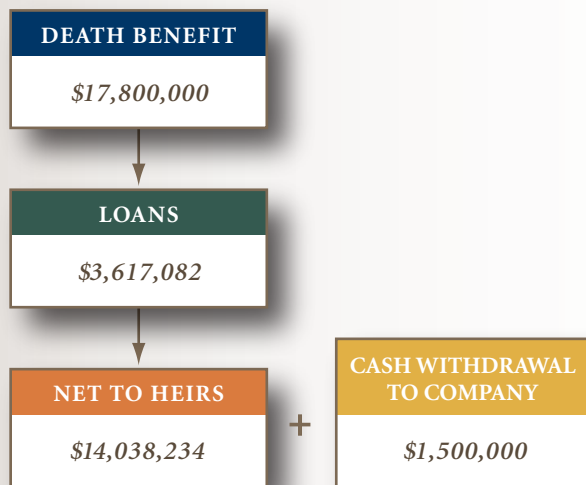 DEATH BENEFIT
$17,800,000
LOANS
$3,617,082
NET TO HEIRS
$14,038,234
+
CASH WITHDRAWAL
TO COMPANY
$1,500,000